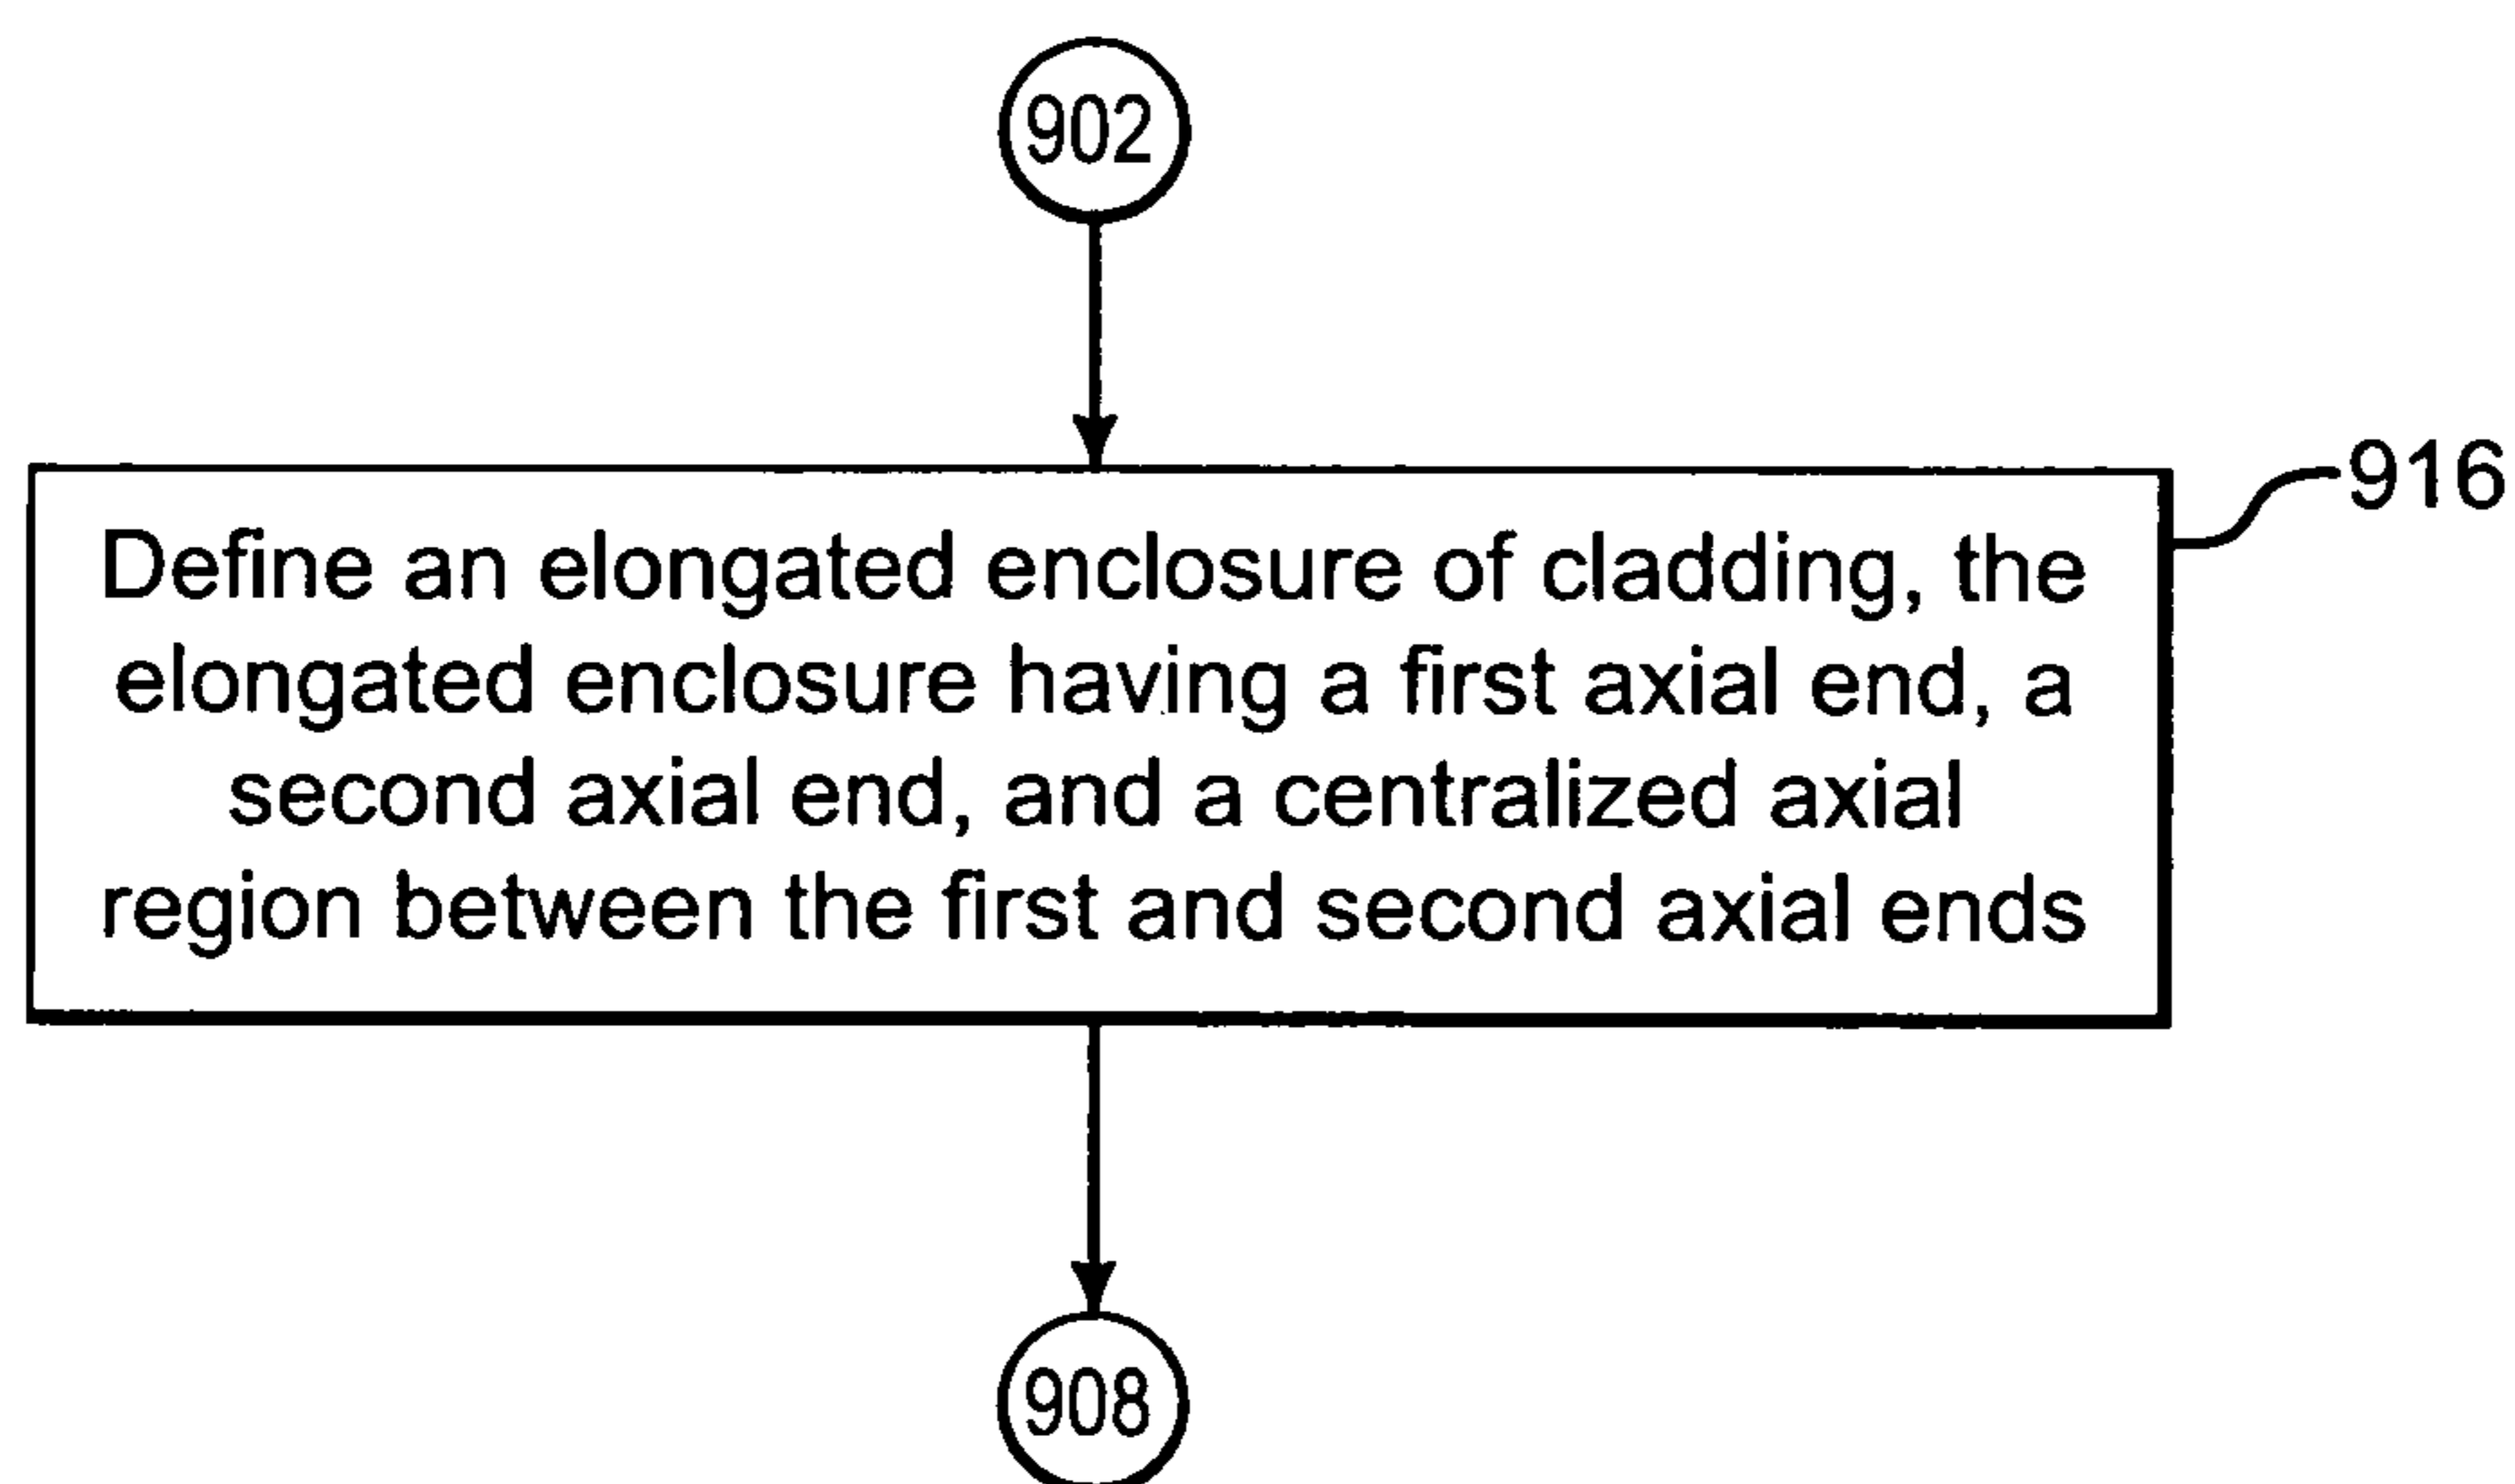 902
916
Define an elongated enclosure of cladding, the
elongated enclosure having a first axial end, a
second axial end, and a centralized axial
region between the first and second axial ends
908